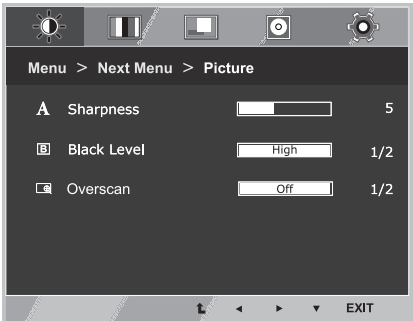 Menu > Next Menu > Picture
A Sharpness 5
B Black Level High 1/2
Overscan Off 1/2
EXIT